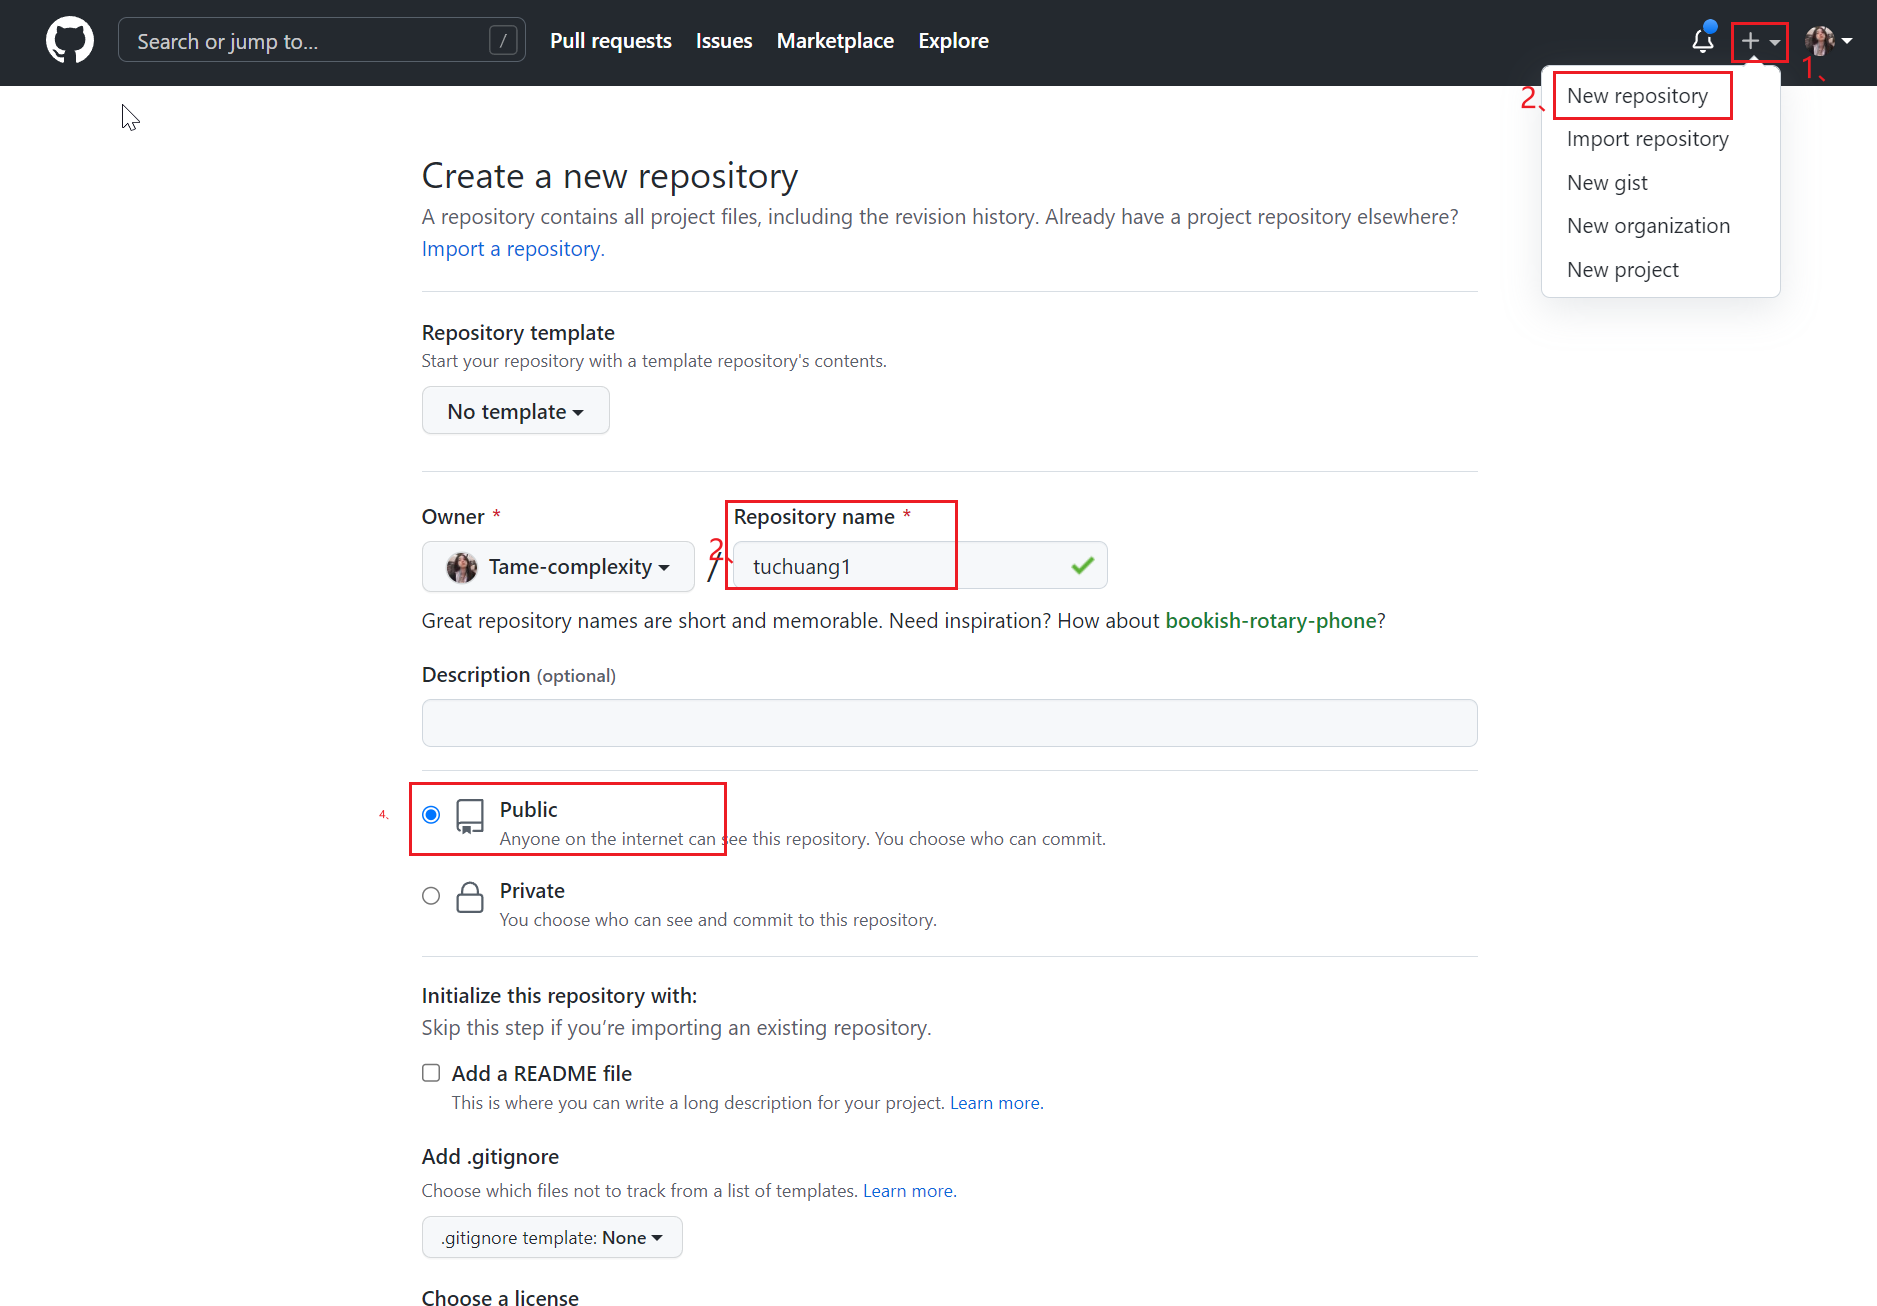 Search or jump to... /
Pull requests Issues Marketplace Explore
1、
2、 New repository
Import repository
New gist
New organization
New project
Create a new repository
A repository contains all project files, including the revision history. Already have a project repository elsewhere?
Import a repository.
Repository template
Start your repository with a template repository's contents.
No template
Owner * Repository name *
Tame-complexity / 2、 tuchuang1
Great repository names are short and memorable. Need inspiration? How about bookish-rotary-phone?
Description (optional)
4、 Public
Anyone on the internet can see this repository. You choose who can commit.
Private
You choose who can see and commit to this repository.
Initialize this repository with:
Skip this step if you’re importing an existing repository.
Add a README file
This is where you can write a long description for your project. Learn more.
Add .gitignore
Choose which files not to track from a list of templates. Learn more.
.gitignore template: None
Choose a license